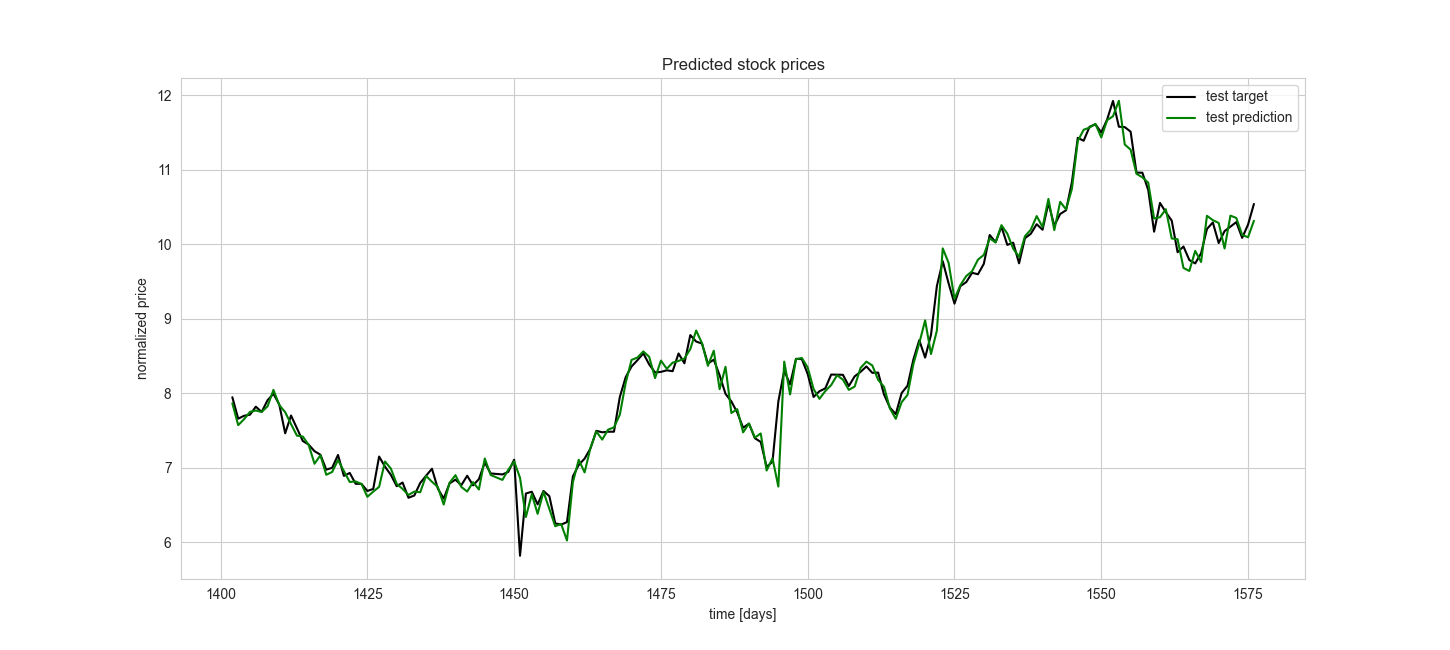 Predicted stock prices
test target
test prediction
normalized price
12
11
10
9
8
7
6
1400 1425 1450 1475 1500 1525 1550 1575
time [days]